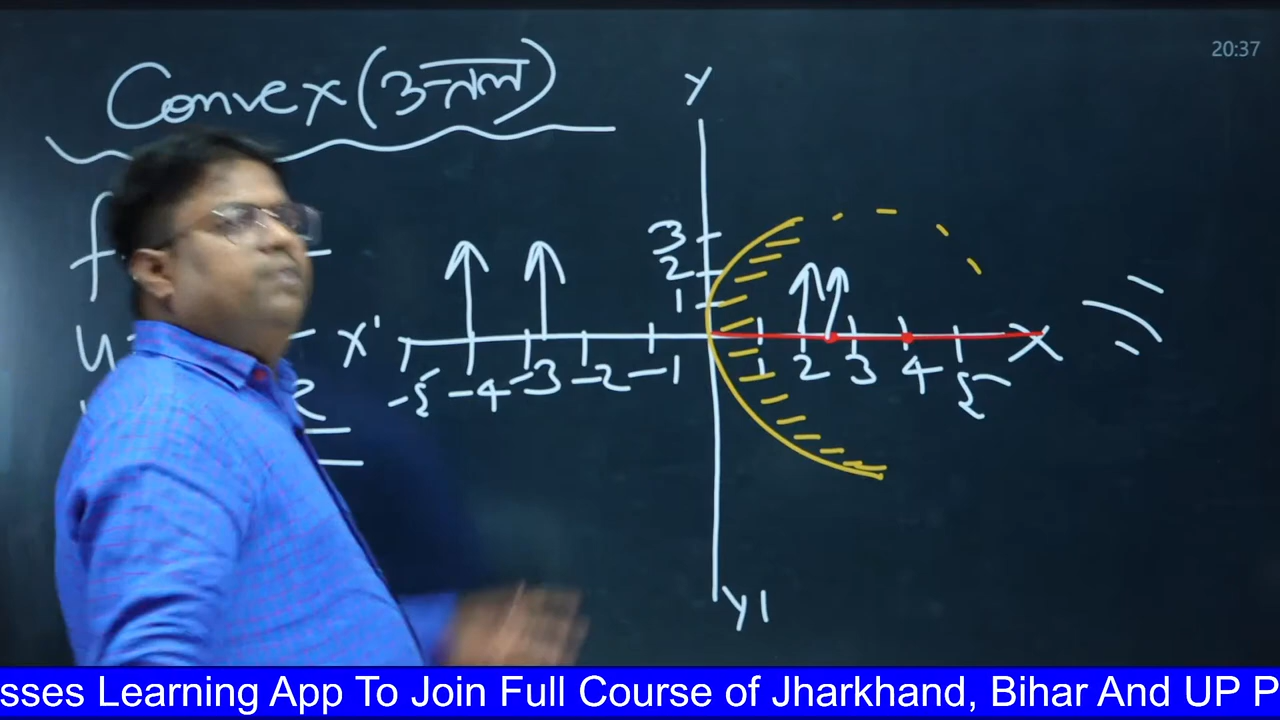 20:37
Convex (उत्तल)
Y
3
2
1
X' X
-5 -4 -3 -2 -1 1 2 3 4 5
Y1
sses Learning App To Join Full Course of Jharkhand, Bihar And UP P